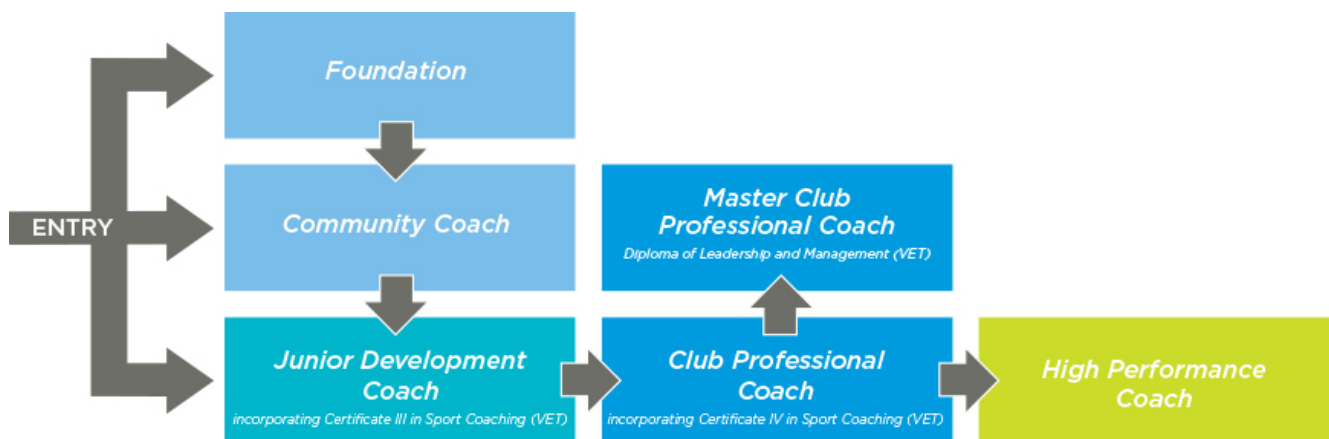 Foundation
ENTRY
Community Coach
Master Club
Professional Coach
Diploma of Leadership and Management (VET)
Junior Development
Coach
incorporating Certificate III in Sport Coaching (VET)
Club Professional
Coach
incorporating Certificate IV in Sport Coaching (VET)
High Performance
Coach